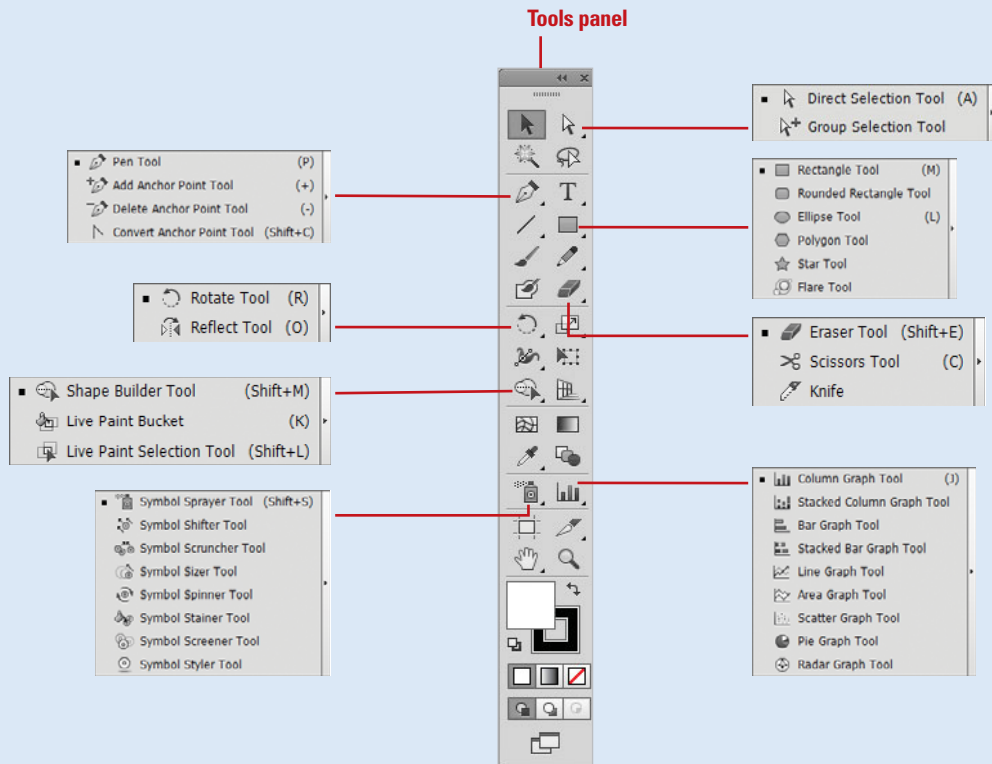 Tools panel
Direct Selection Tool (A)
Group Selection Tool
Pen Tool (P)
Add Anchor Point Tool (+)
Delete Anchor Point Tool (-)
Convert Anchor Point Tool (Shift+C)
Rectangle Tool (M)
Rounded Rectangle Tool
Ellipse Tool (L)
Polygon Tool
Star Tool
Flare Tool
Rotate Tool (R)
Reflect Tool (O)
Eraser Tool (Shift+E)
Scissors Tool (C)
Knife
Shape Builder Tool (Shift+M)
Live Paint Bucket (K)
Live Paint Selection Tool (Shift+L)
Symbol Sprayer Tool (Shift+S)
Symbol Shifter Tool
Symbol Scruncher Tool
Symbol Sizer Tool
Symbol Spinner Tool
Symbol Stainer Tool
Symbol Screener Tool
Symbol Styler Tool
Column Graph Tool (J)
Stacked Column Graph Tool
Bar Graph Tool
Stacked Bar Graph Tool
Line Graph Tool
Area Graph Tool
Scatter Graph Tool
Pie Graph Tool
Radar Graph Tool